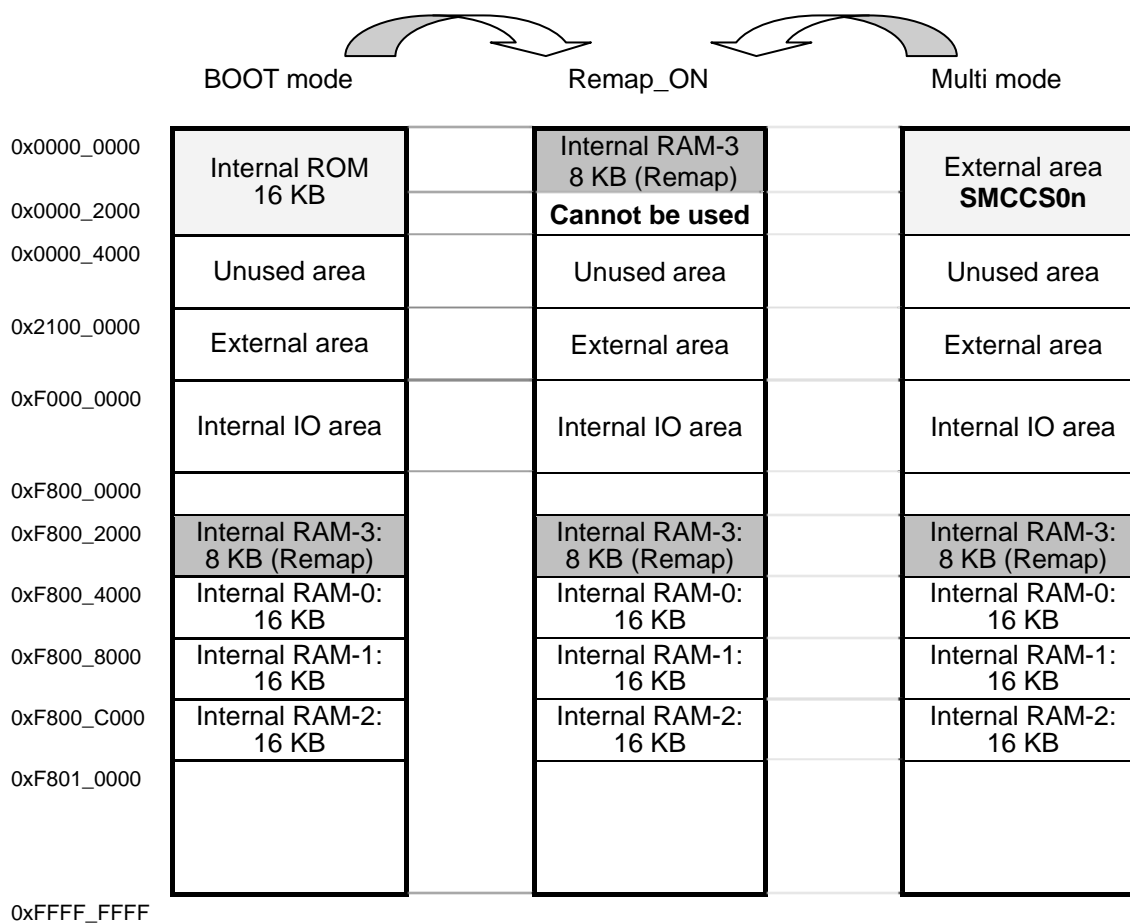 BOOT mode Remap_ON Multi mode
0x0000_0000
Internal ROM
16 KB
Internal RAM-3
8 KB (Remap)
External area
SMCCS0n
0x0000_2000
Cannot be used
0x0000_4000
Unused area Unused area Unused area
0x2100_0000
External area External area External area
0xF000_0000
Internal IO area Internal IO area Internal IO area
0xF800_0000
0xF800_2000
Internal RAM-3: Internal RAM-3: Internal RAM-3:
8 KB (Remap) 8 KB (Remap) 8 KB (Remap)
0xF800_4000
Internal RAM-0: Internal RAM-0: Internal RAM-0:
16 KB 16 KB 16 KB
0xF800_8000
Internal RAM-1: Internal RAM-1: Internal RAM-1:
16 KB 16 KB 16 KB
0xF800_C000
Internal RAM-2: Internal RAM-2: Internal RAM-2:
16 KB 16 KB 16 KB
0xF801_0000
0xFFFF_FFFF